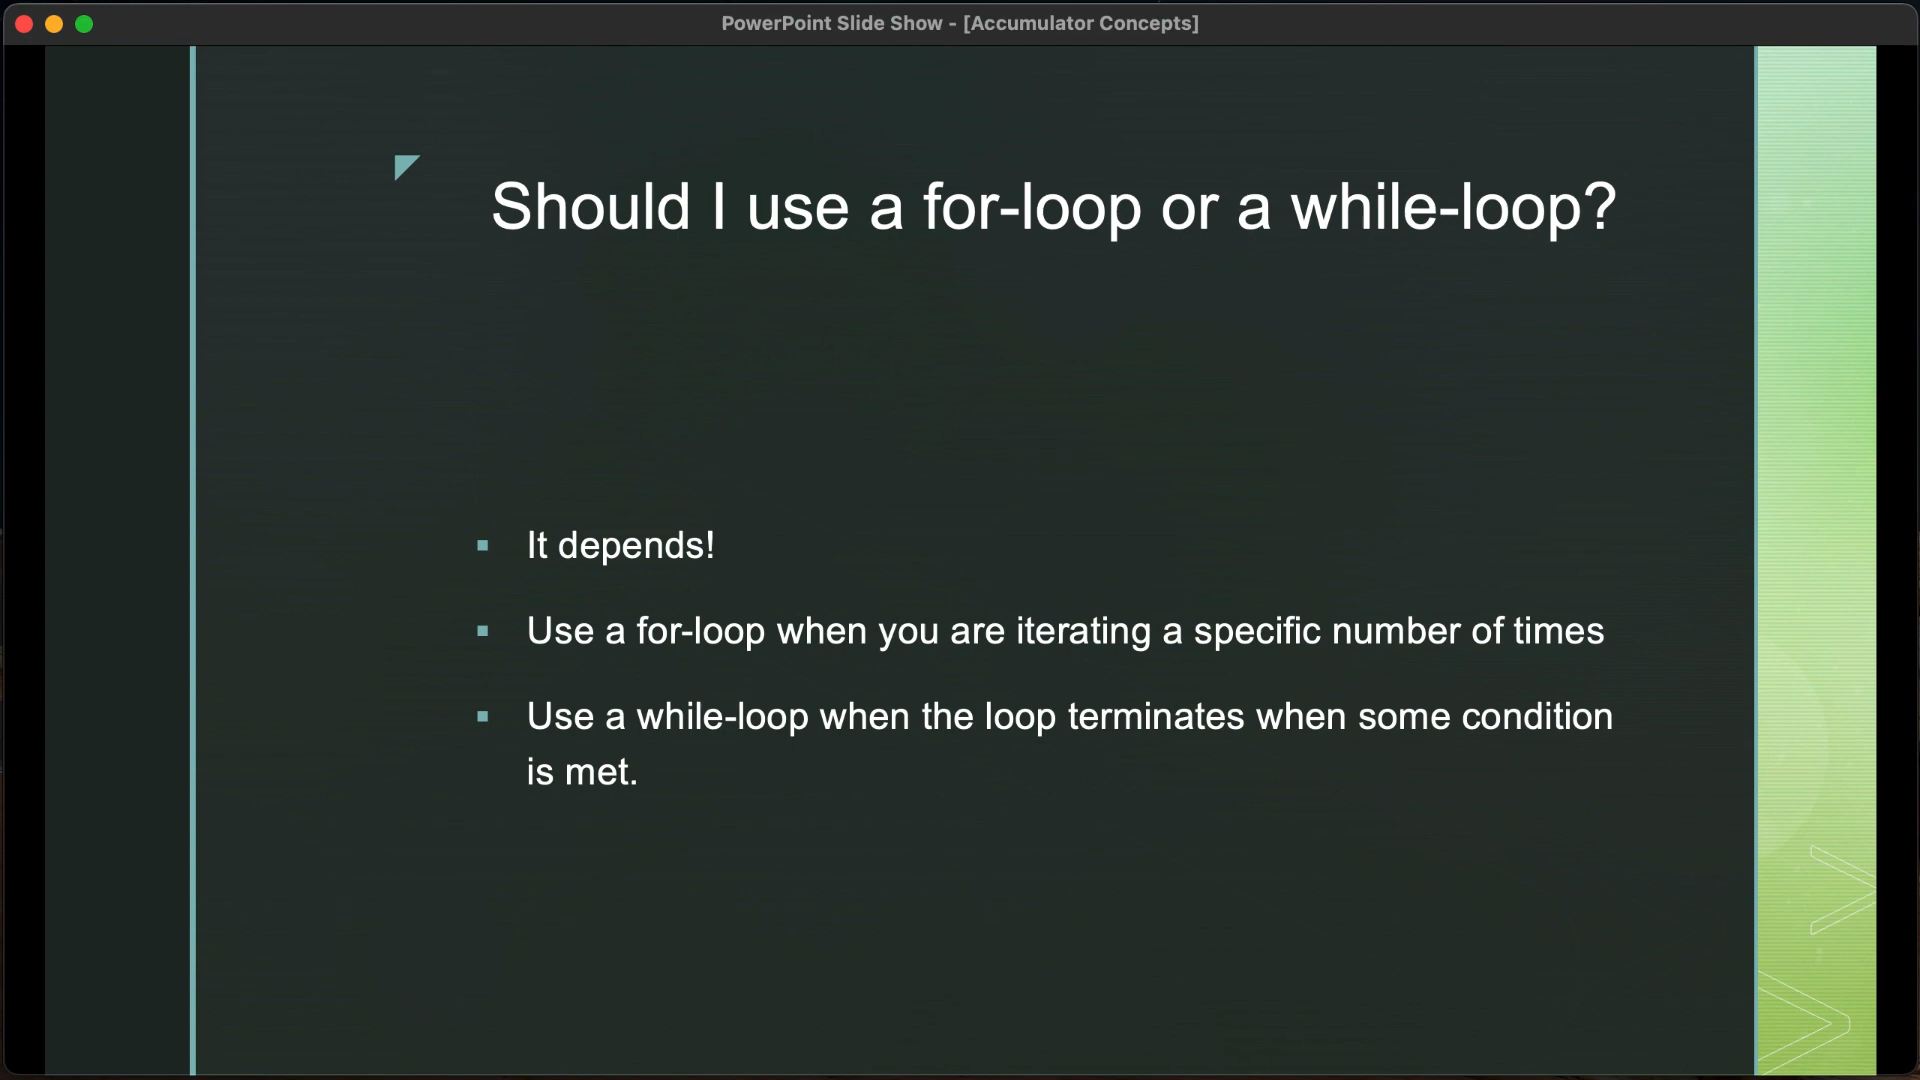 PowerPoint Slide Show - [Accumulator Concepts]
Should I use a for-loop or a while-loop?
▪ It depends!
▪ Use a for-loop when you are iterating a specific number of times
▪ Use a while-loop when the loop terminates when some condition
is met.